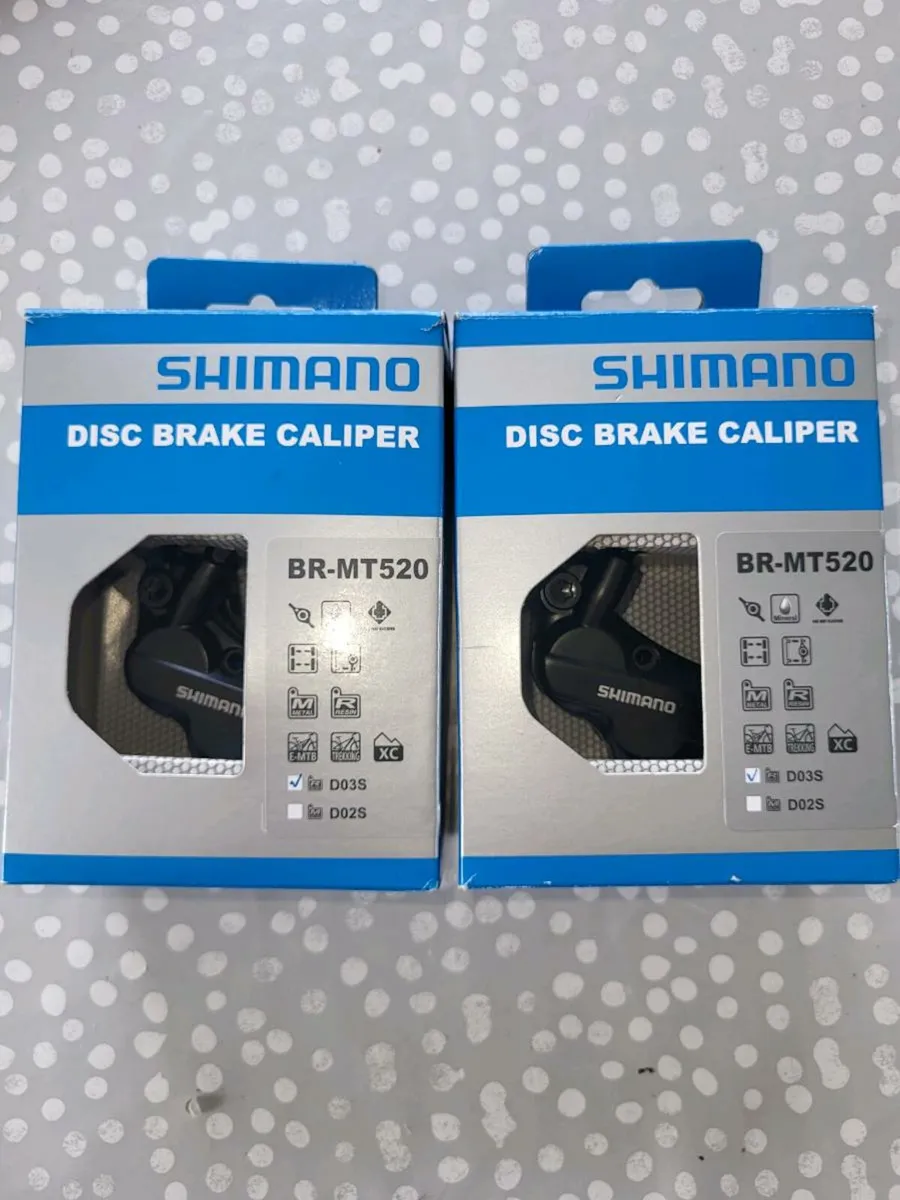 SHIMANO
DISC BRAKE CALIPER
SHIMANO
BR-MT520
METAL
RESIN
E-MTB
TREKKING
XC
D03S
D02S
SHIMANO
DISC BRAKE CALIPER
SHIMANO
BR-MT520
Mineral
METAL
RESIN
E-MTB
TREKKING
XC
D03S
D02S